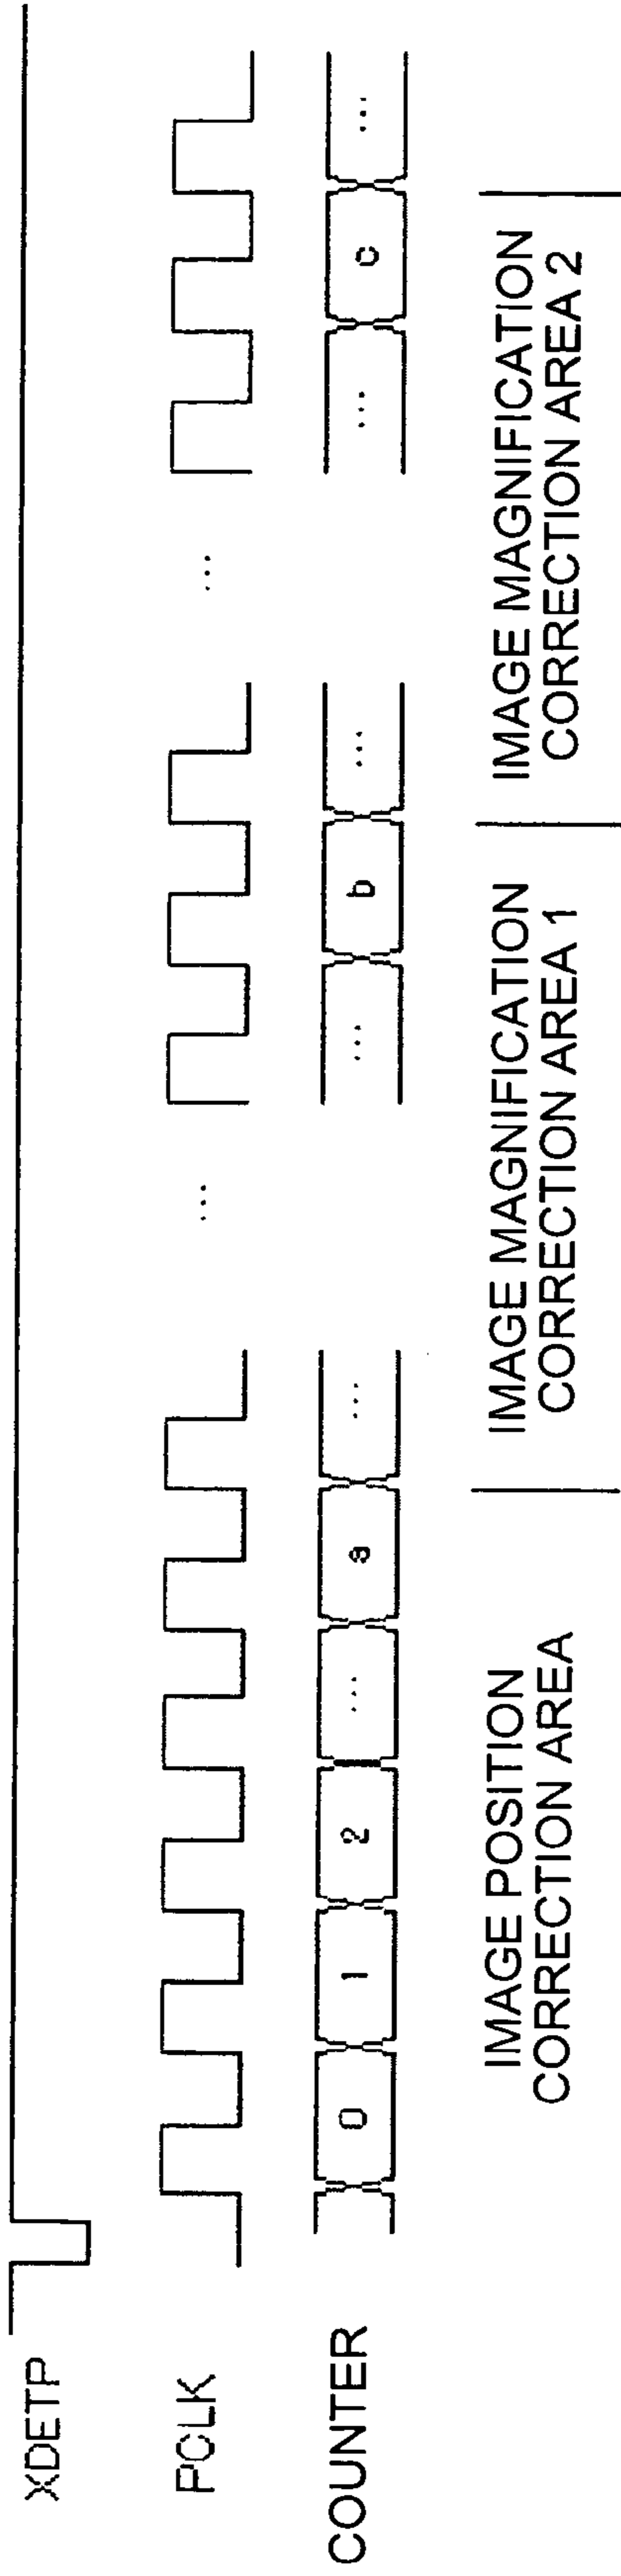 XDETP
PCLK
... ...
COUNTER
0 1 2 ... a ... ... b ... ... c ...
IMAGE POSITION
CORRECTION AREA
IMAGE MAGNIFICATION
CORRECTION AREA 1
IMAGE MAGNIFICATION
CORRECTION AREA 2